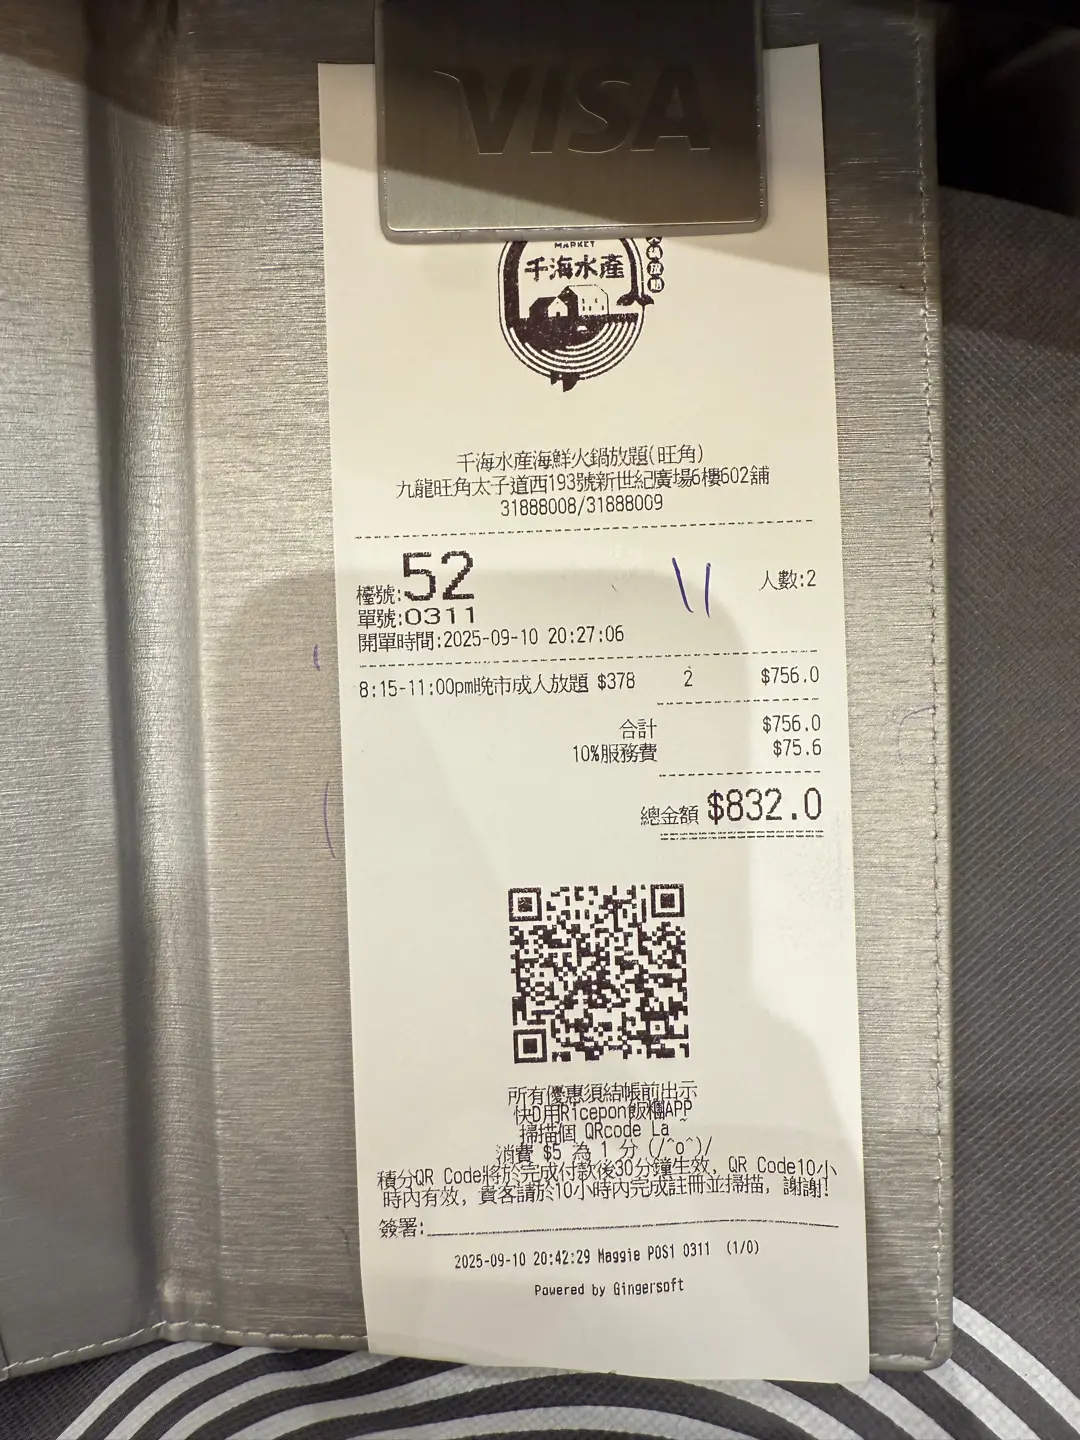 VISA
MARKET
千海水產
千海水產海鮮火鍋放題(旺角)
九龍旺角太子道西193號新世紀廣場6樓602舖
31888008/31888009
檯號:52
人數:2
單號:0311
開單時間:2025-09-10 20:27:06
8:15-11:00pm晚市成人放題 $378 2 $756.0
合計 $756.0
10%服務費 $75.6
總金額 $832.0
所有優惠須結帳前出示
快D用Ricepon飯糰APP
掃描個 QRcode La ~
消費 $5 為 1 分 (/^o^)/
積分QR Code將於完成付款後30分鐘生效, QR Code10小
時內有效, 貴客請於10小時內完成註冊並掃描, 謝謝!
簽署:
2025-09-10 20:42:29 Maggie POS1 0311 (1/0)
Powered by Gingersoft